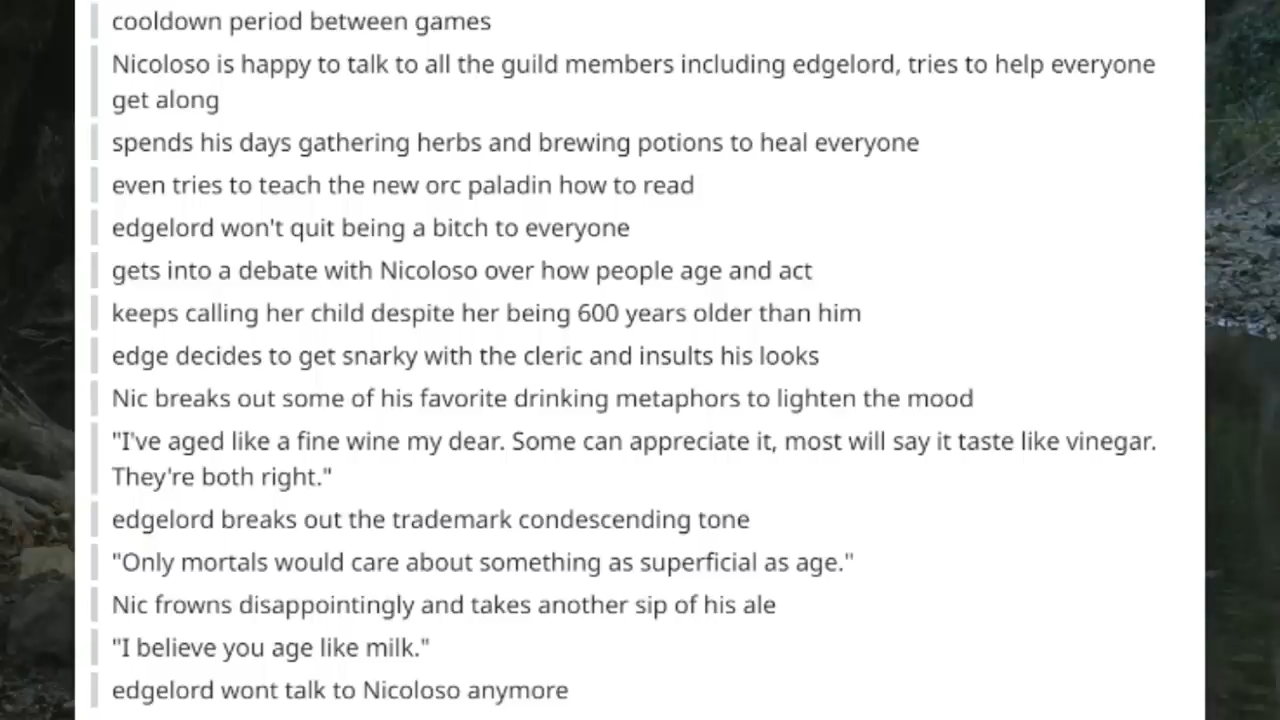 cooldown period between games
Nicoloso is happy to talk to all the guild members including edgelord, tries to help everyone
get along
spends his days gathering herbs and brewing potions to heal everyone
even tries to teach the new orc paladin how to read
edgelord won't quit being a bitch to everyone
gets into a debate with Nicoloso over how people age and act
keeps calling her child despite her being 600 years older than him
edge decides to get snarky with the cleric and insults his looks
Nic breaks out some of his favorite drinking metaphors to lighten the mood
"I've aged like a fine wine my dear. Some can appreciate it, most will say it taste like vinegar.
They're both right."
edgelord breaks out the trademark condescending tone
"Only mortals would care about something as superficial as age."
Nic frowns disappointingly and takes another sip of his ale
"I believe you age like milk."
edgelord wont talk to Nicoloso anymore